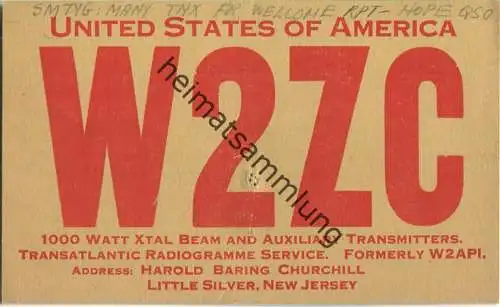 SM7YG: MANY TNX FR WELCOME RPT - HOPE QSO
UNITED STATES OF AMERICA
W2ZC
heimatsammlung
1000 WATT XTAL BEAM AND AUXILIARY TRANSMITTERS.
TRANSATLANTIC RADIOGRAMME SERVICE. FORMERLY W2API.
ADDRESS: HAROLD BARING CHURCHILL
LITTLE SILVER, NEW JERSEY